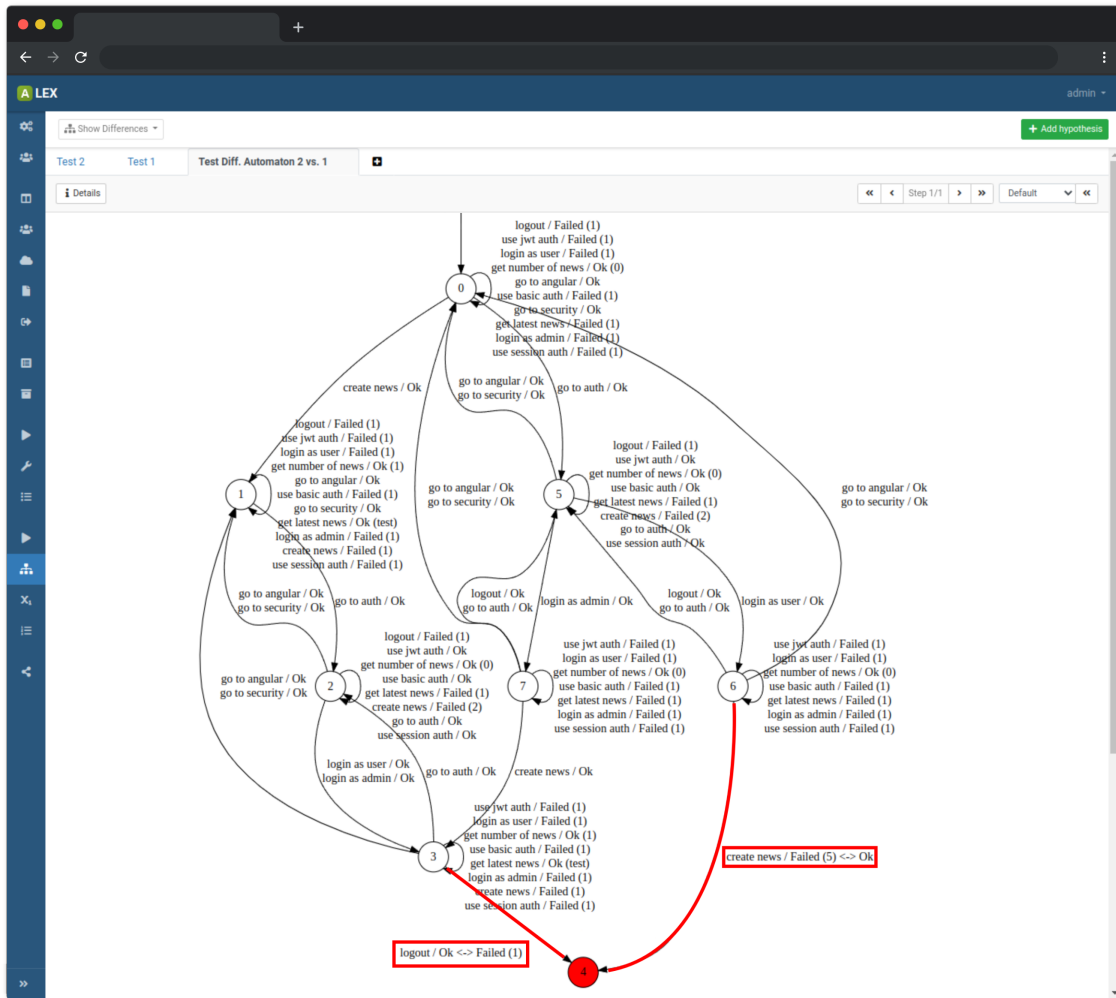 A LEX
admin
Show Differences
+ Add hypothesis
Test 2
Test 1
Test Diff. Automaton 2 vs. 1
i Details
Step 1/1
Default
logout / Failed (1)
use jwt auth / Failed (1)
login as user / Failed (1)
get number of news / Ok (0)
go to angular / Ok
use basic auth / Failed (1)
go to security / Ok
get latest news / Failed (1)
login as admin / Failed (1)
use session auth / Failed (1)
0
create news / Ok
go to angular / Ok
go to security / Ok
go to auth / Ok
logout / Failed (1)
use jwt auth / Failed (1)
login as user / Failed (1)
get number of news / Ok (1)
go to angular / Ok
use basic auth / Failed (1)
go to security / Ok
get latest news / Ok (test)
login as admin / Failed (1)
create news / Failed (1)
use session auth / Failed (1)
1
go to angular / Ok
go to security / Ok
5
logout / Failed (1)
use jwt auth / Ok
get number of news / Ok (0)
use basic auth / Ok
get latest news / Failed (1)
create news / Failed (2)
go to auth / Ok
use session auth / Ok
go to angular / Ok
go to security / Ok
go to angular / Ok
go to security / Ok
go to auth / Ok
logout / Ok
go to auth / Ok
login as admin / Ok
logout / Ok
go to auth / Ok
login as user / Ok
go to angular / Ok
go to security / Ok
2
logout / Failed (1)
use jwt auth / Ok
get number of news / Ok (0)
use basic auth / Ok
get latest news / Failed (1)
create news / Failed (2)
go to auth / Ok
use session auth / Ok
7
use jwt auth / Failed (1)
login as user / Failed (1)
get number of news / Ok (0)
use basic auth / Failed (1)
get latest news / Failed (1)
login as admin / Failed (1)
use session auth / Failed (1)
6
use jwt auth / Failed (1)
login as user / Failed (1)
get number of news / Ok (0)
use basic auth / Failed (1)
get latest news / Failed (1)
login as admin / Failed (1)
use session auth / Failed (1)
login as user / Ok
login as admin / Ok
go to auth / Ok
create news / Ok
3
use jwt auth / Failed (1)
login as user / Failed (1)
get number of news / Ok (1)
use basic auth / Failed (1)
get latest news / Ok (test)
login as admin / Failed (1)
create news / Failed (1)
use session auth / Failed (1)
create news / Failed (5) <-> Ok
logout / Ok <-> Failed (1)
4
X₁